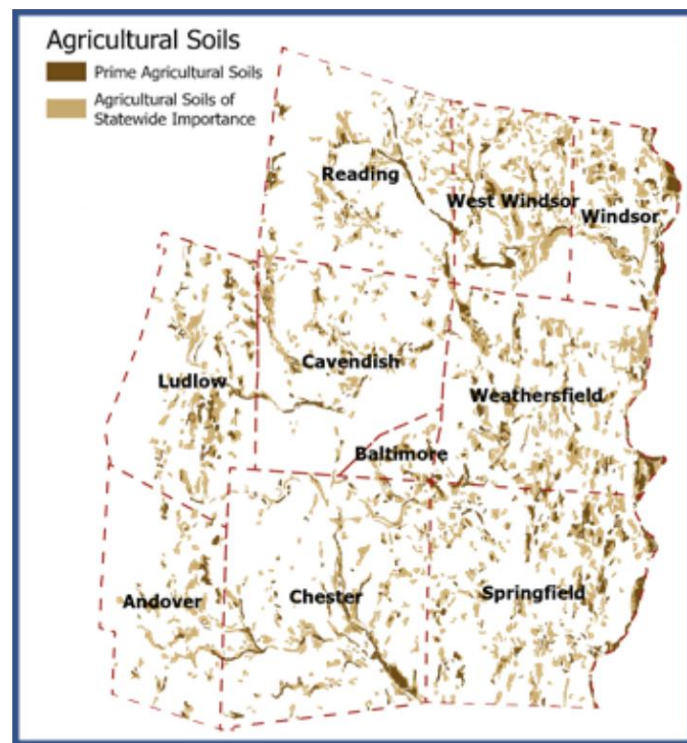 Agricultural Soils
Prime Agricultural Soils
Agricultural Soils of
Statewide Importance
Reading
West Windsor
Windsor
Cavendish
Ludlow
Weathersfield
Baltimore
Andover
Chester
Springfield